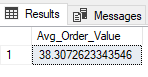 Results Messages
Avg_Order_Value
1 38.3072623343546